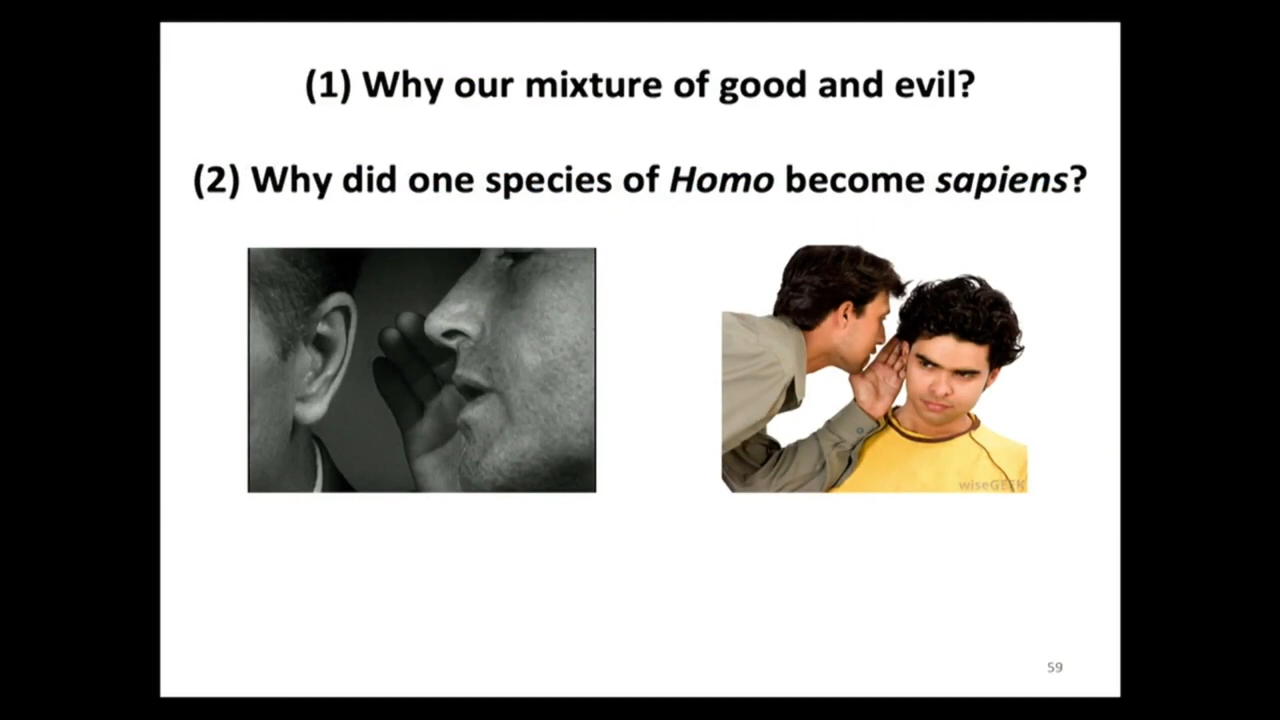 (1) Why our mixture of good and evil?
(2) Why did one species of Homo become sapiens?
wiseGEEK
59